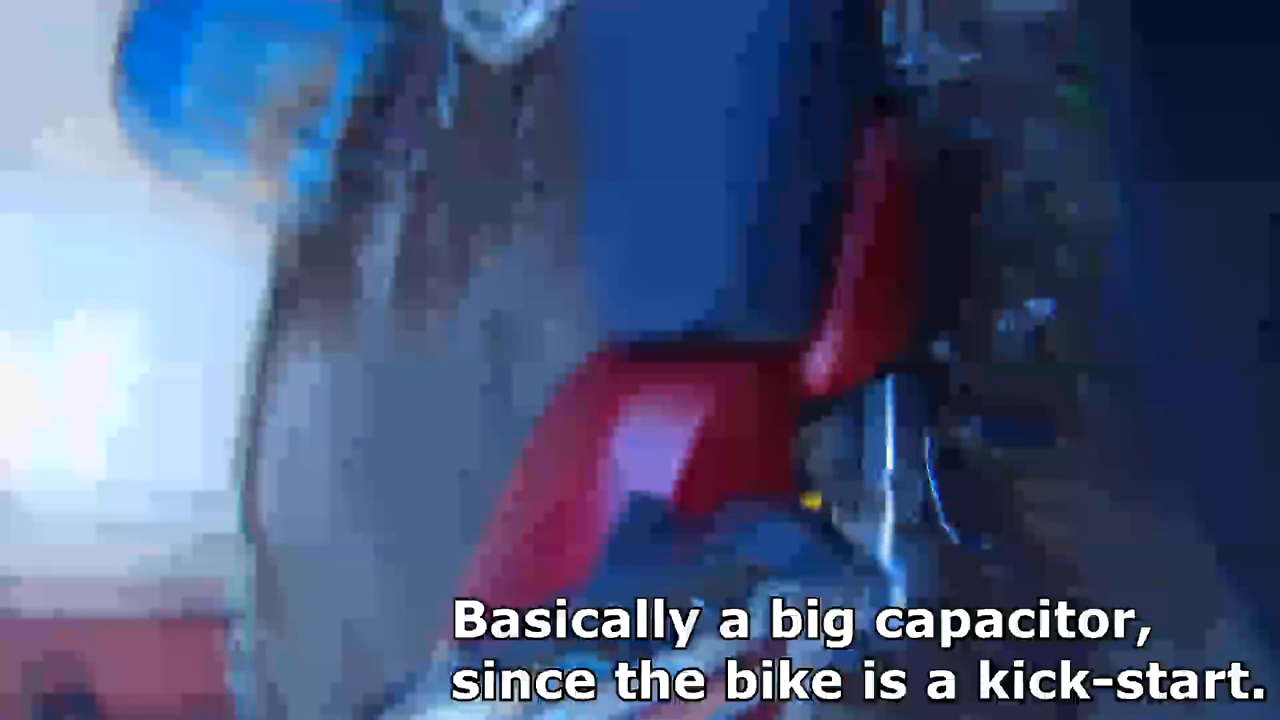 Basically a big capacitor,
since the bike is a kick-start.